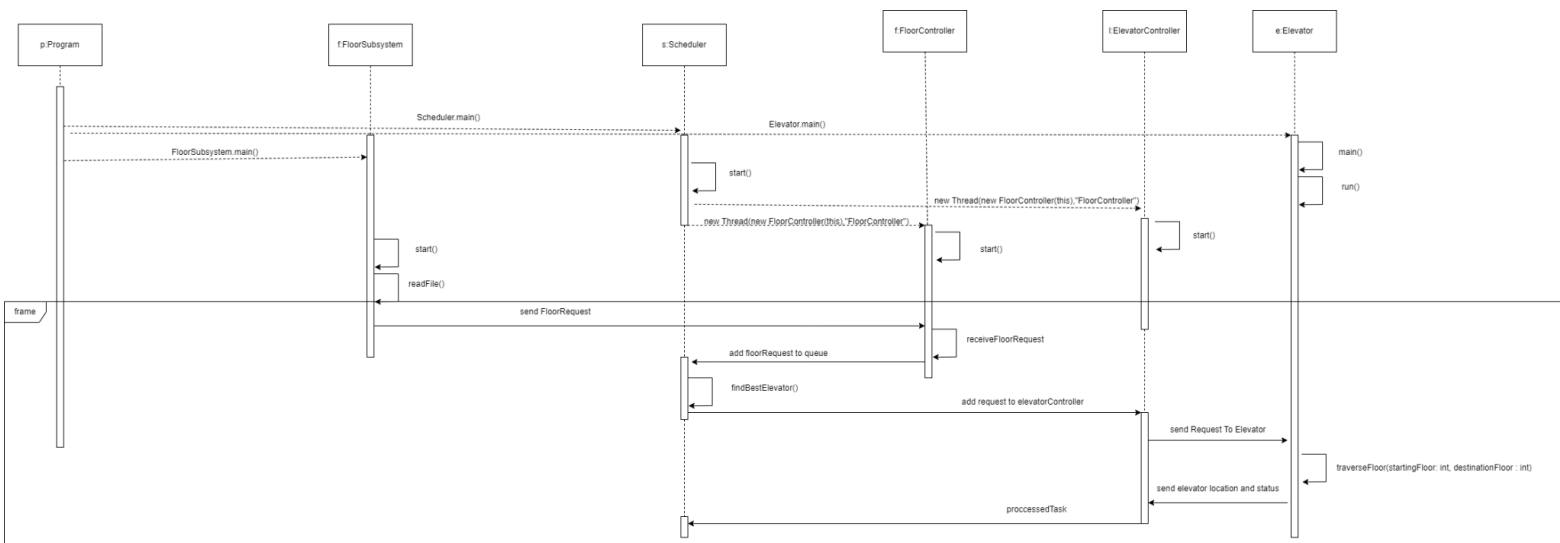 p:Program
f:FloorSubsystem
s:Scheduler
f:FloorController
l:ElevatorController
e:Elevator
Scheduler.main()
Elevator.main()
FloorSubsystem.main()
main()
start()
run()
new Thread(new FloorController(this),"FloorController")
new Thread(new FloorController(this),"FloorController")
start()
start()
start()
readFile()
frame
send FloorRequest
receiveFloorRequest
add floorRequest to queue
findBestElevator()
add request to elevatorController
send Request To Elevator
traverseFloor(startingFloor: int, destinationFloor : int)
send elevator location and status
proccessedTask